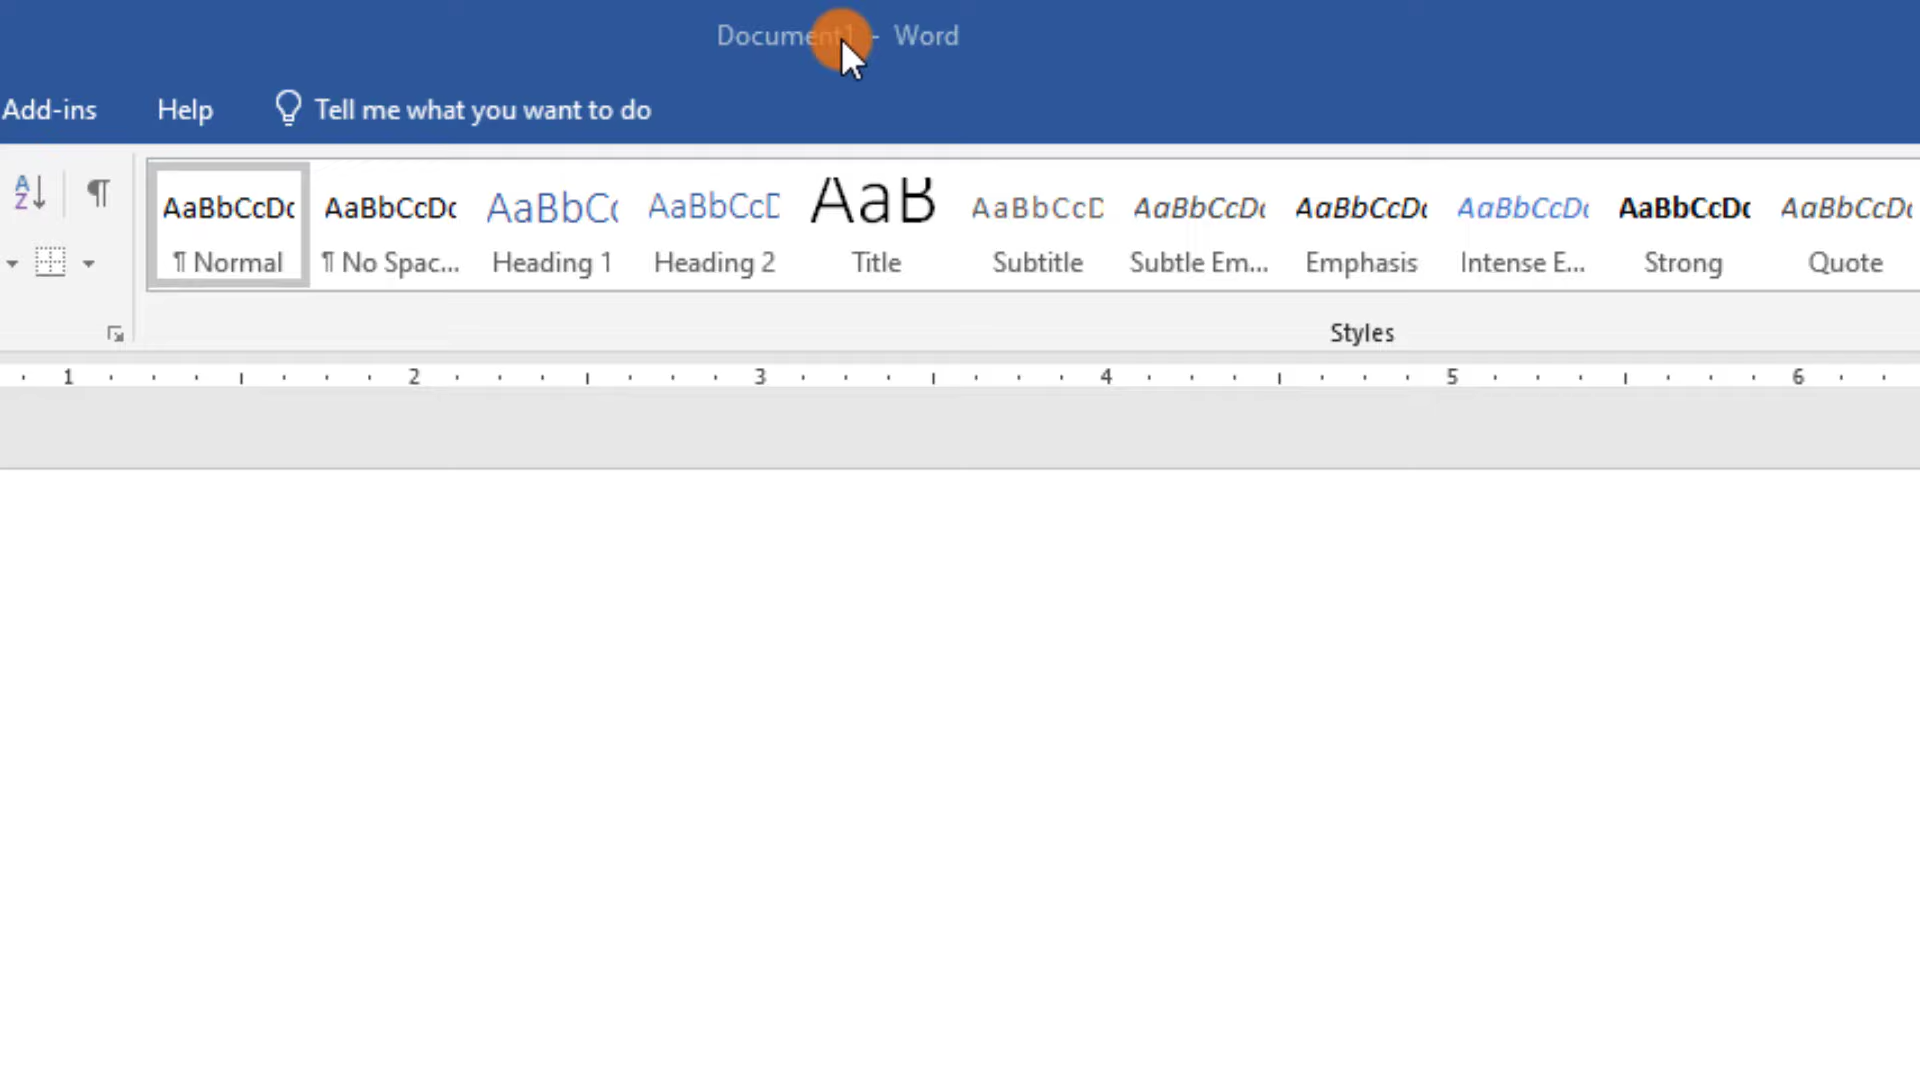 Document1 - Word
Add-ins Help Tell me what you want to do
AaBbCcDc AaBbCcDc AaBbCc AaBbCcD AaB AaBbCcD AaBbCcDc AaBbCcDc AaBbCcDc AaBbCcDc AaBbCcDc
¶ Normal ¶ No Spac... Heading 1 Heading 2 Title Subtitle Subtle Em... Emphasis Intense E... Strong Quote
Styles
1 2 3 4 5 6